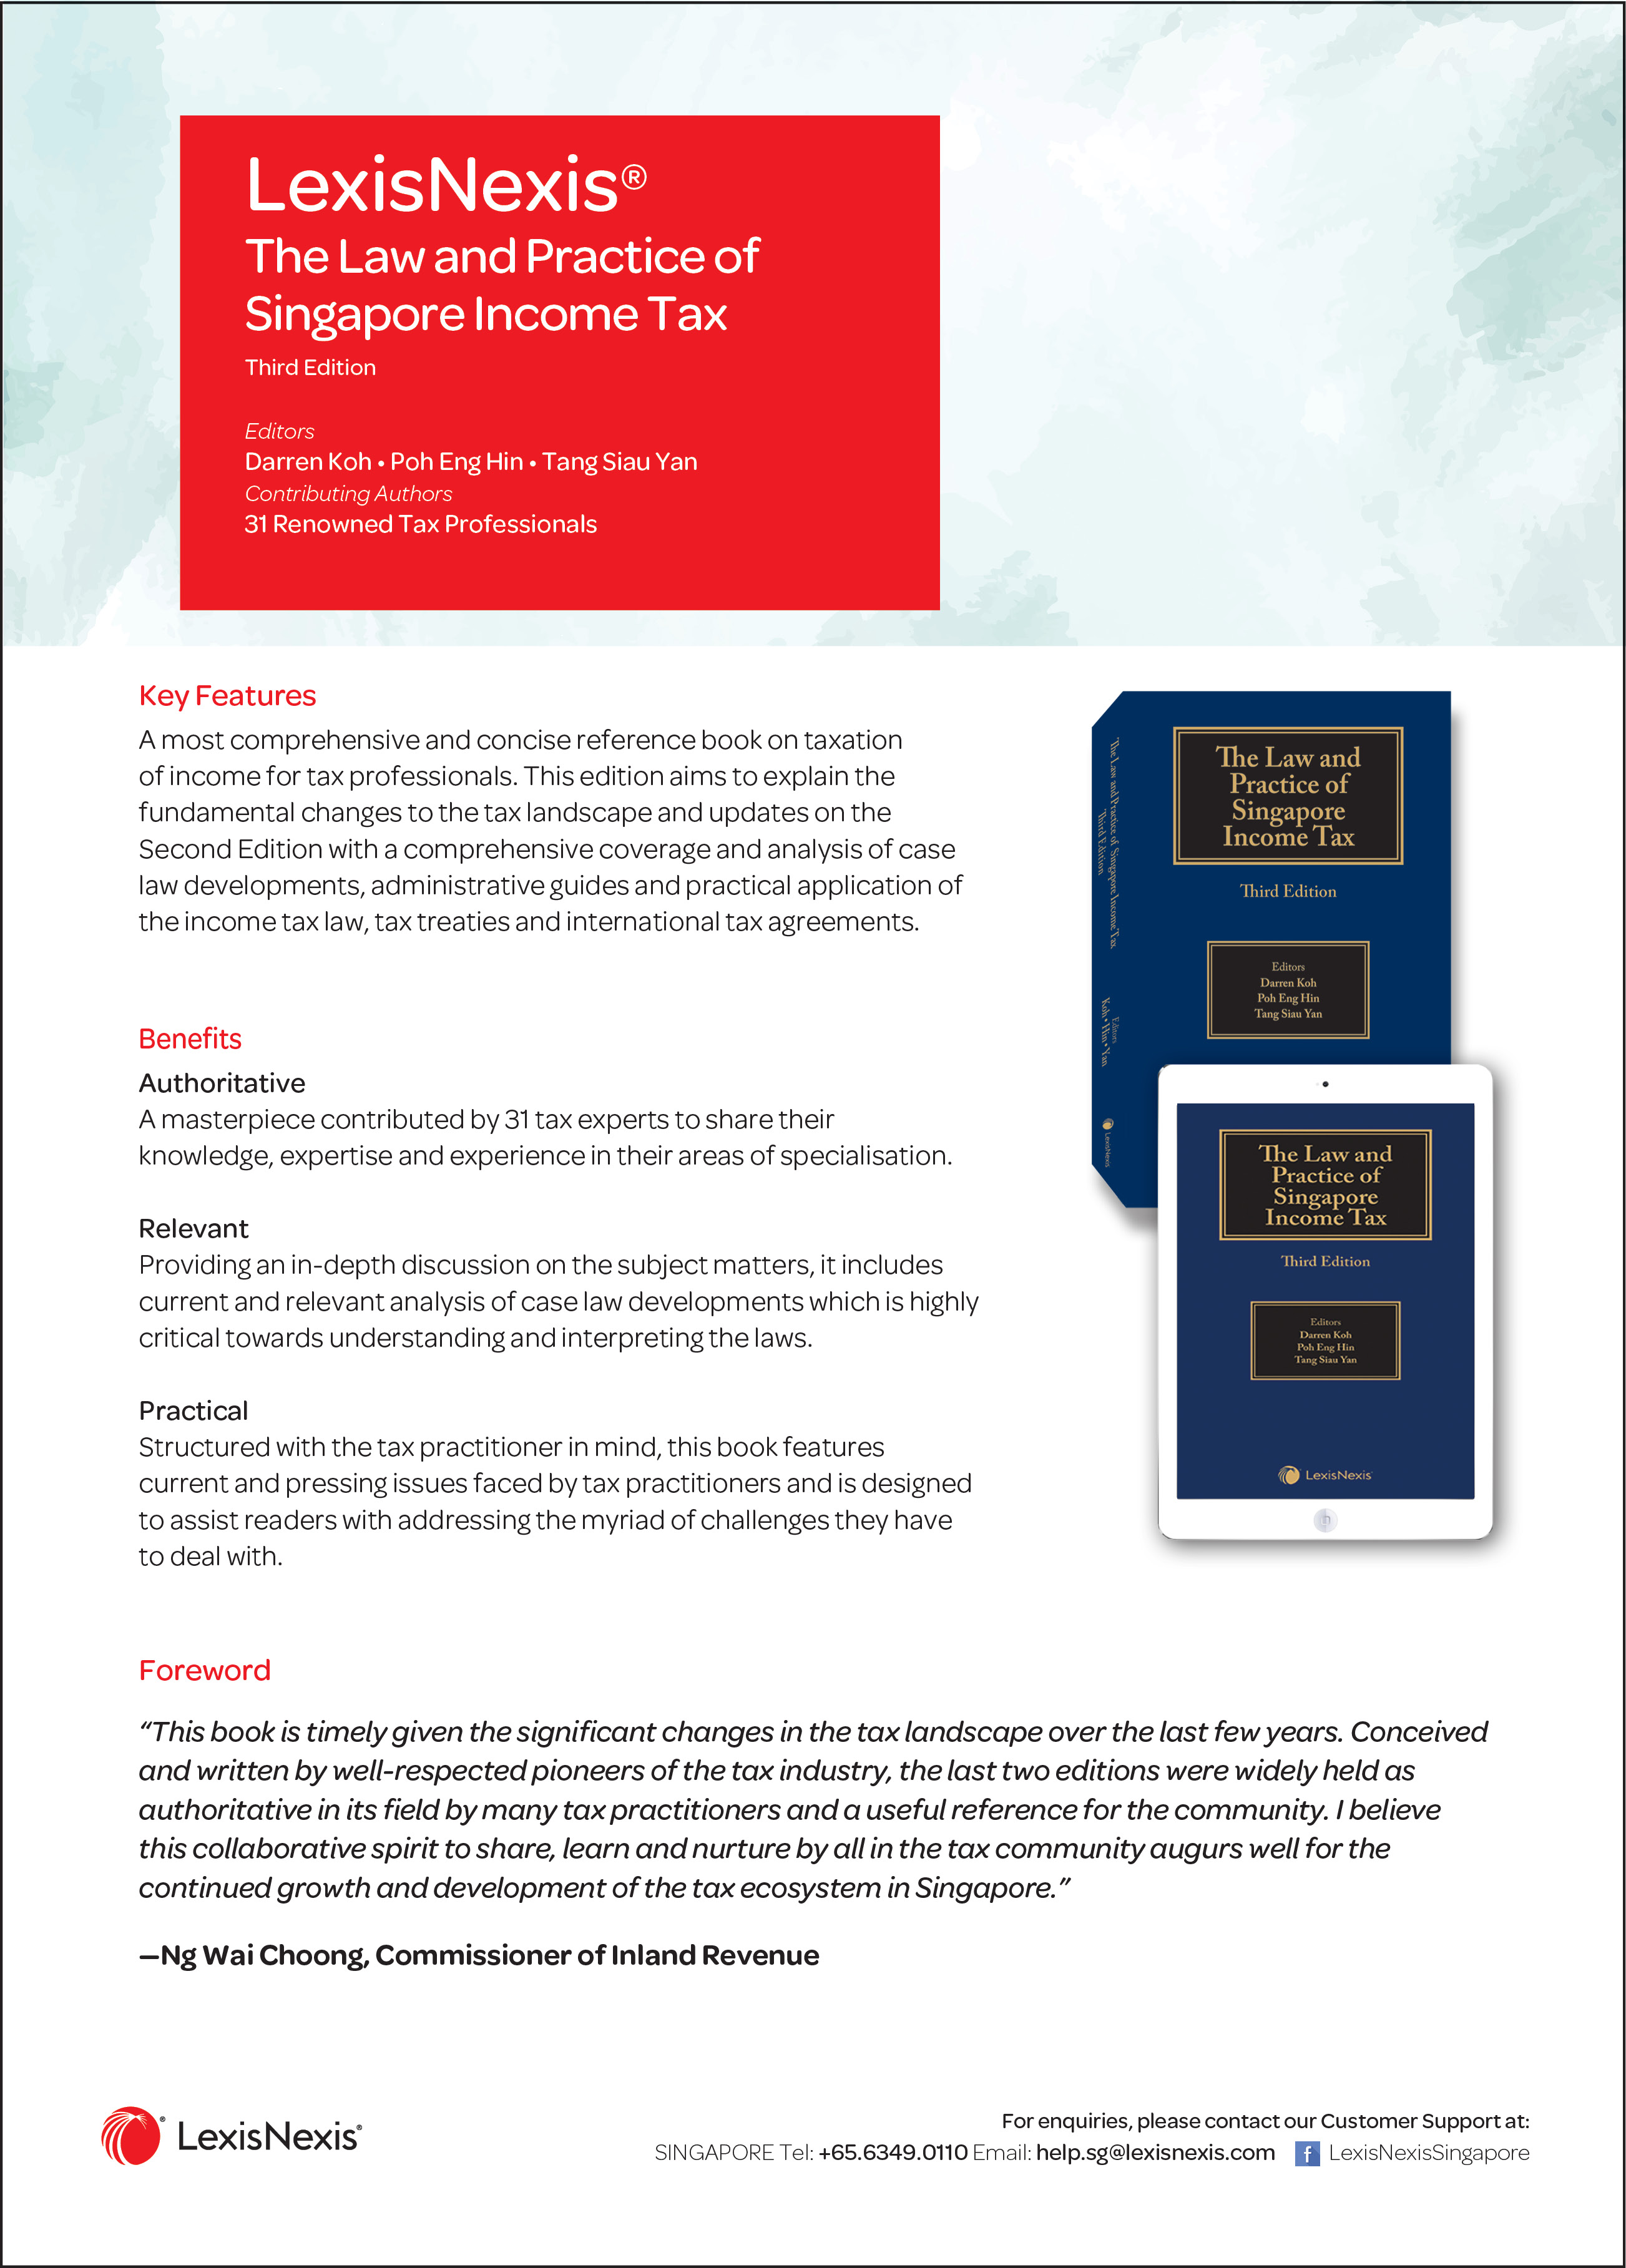 LexisNexis®
The Law and Practice of
Singapore Income Tax
Third Edition
Editors
Darren Koh • Poh Eng Hin • Tang Siau Yan
Contributing Authors
31 Renowned Tax Professionals
Key Features
A most comprehensive and concise reference book on taxation
of income for tax professionals. This edition aims to explain the
fundamental changes to the tax landscape and updates on the
Second Edition with a comprehensive coverage and analysis of case
law developments, administrative guides and practical application of
the income tax law, tax treaties and international tax agreements.
Benefits
Authoritative
A masterpiece contributed by 31 tax experts to share their
knowledge, expertise and experience in their areas of specialisation.
Relevant
Providing an in-depth discussion on the subject matters, it includes
current and relevant analysis of case law developments which is highly
critical towards understanding and interpreting the laws.
Practical
Structured with the tax practitioner in mind, this book features
current and pressing issues faced by tax practitioners and is designed
to assist readers with addressing the myriad of challenges they have
to deal with.
The Law and Practice of Singapore Income Tax
Third Edition
Editors
Koh • Hin • Yan
LexisNexis
The Law and
Practice of
Singapore
Income Tax
Third Edition
Editors
Darren Koh
Poh Eng Hin
Tang Siau Yan
The Law and
Practice of
Singapore
Income Tax
Third Edition
Editors
Darren Koh
Poh Eng Hin
Tang Siau Yan
LexisNexis
Foreword
“This book is timely given the significant changes in the tax landscape over the last few years. Conceived
and written by well-respected pioneers of the tax industry, the last two editions were widely held as
authoritative in its field by many tax practitioners and a useful reference for the community. I believe
this collaborative spirit to share, learn and nurture by all in the tax community augurs well for the
continued growth and development of the tax ecosystem in Singapore.”
—Ng Wai Choong, Commissioner of Inland Revenue
LexisNexis®
For enquiries, please contact our Customer Support at:
SINGAPORE Tel: +65.6349.0110 Email: help.sg@lexisnexis.com f LexisNexisSingapore